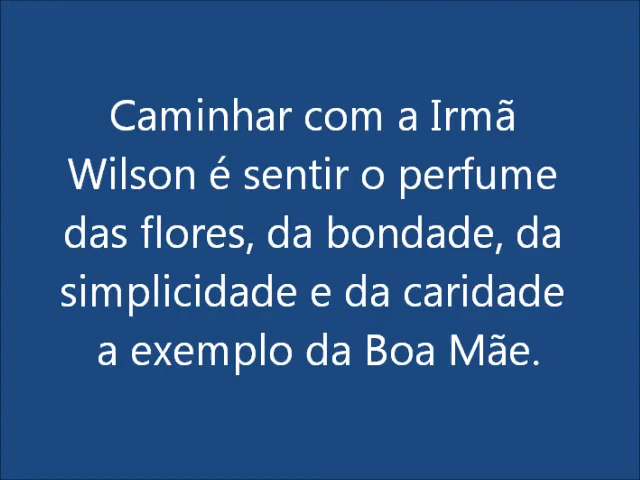 Caminhar com a Irmã
Wilson é sentir o perfume
das flores, da bondade, da
simplicidade e da caridade
a exemplo da Boa Mãe.